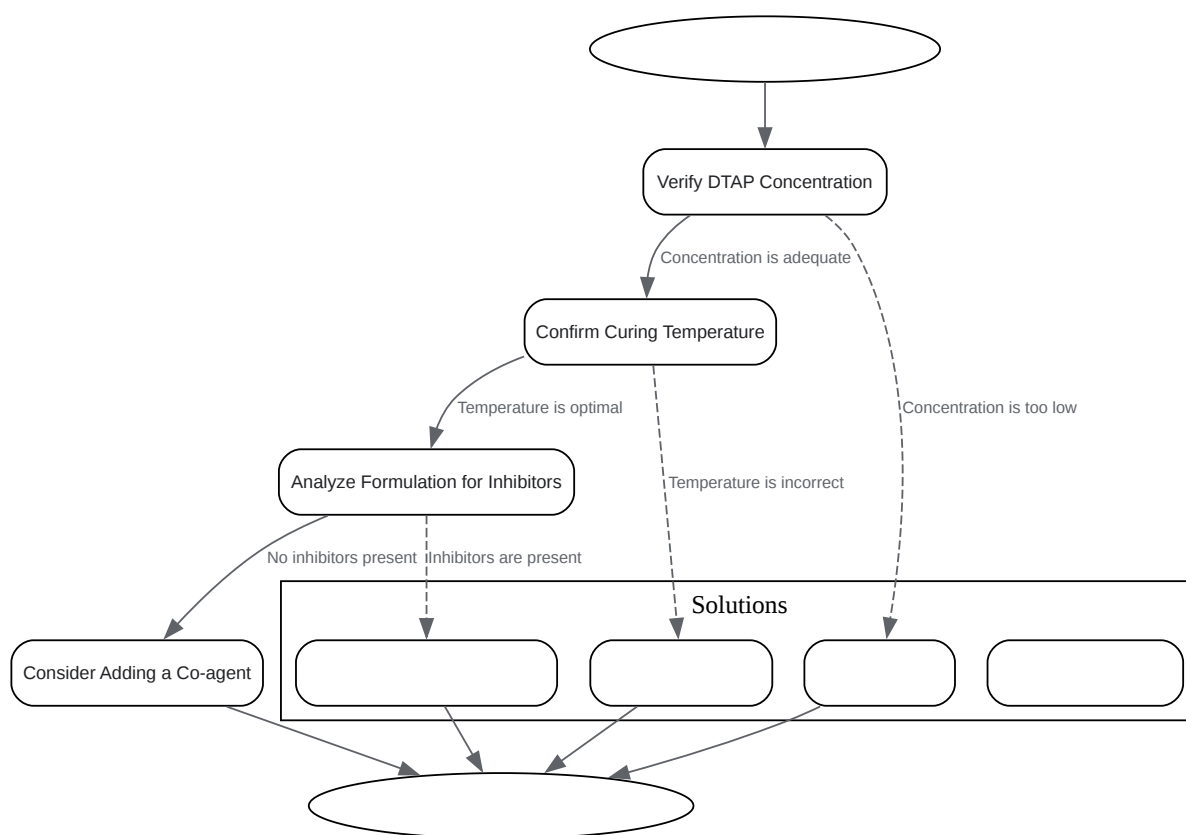 Verify DTAP Concentration
Concentration is adequate
Confirm Curing Temperature
Temperature is optimal
Concentration is too low
Analyze Formulation for Inhibitors
Temperature is incorrect
No inhibitors present
Inhibitors are present
Solutions
Consider Adding a Co-agent